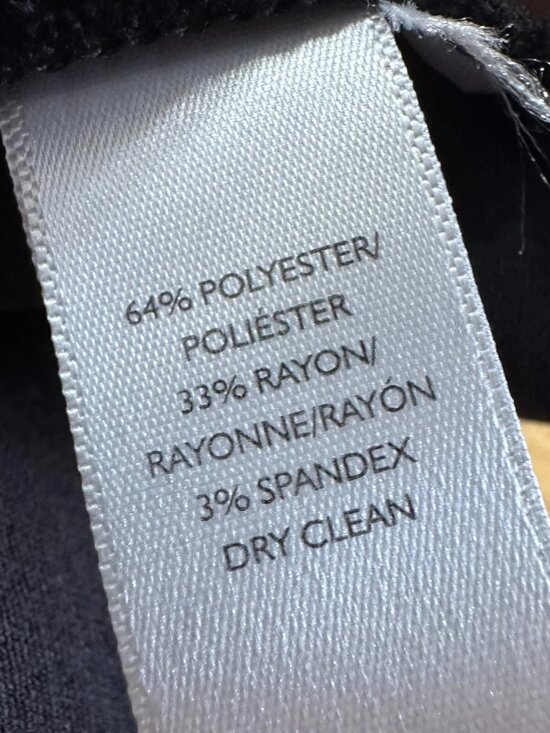 64% POLYESTER/
POLIÉSTER
33% RAYON/
RAYONNE/RAYÓN
3% SPANDEX
DRY CLEAN